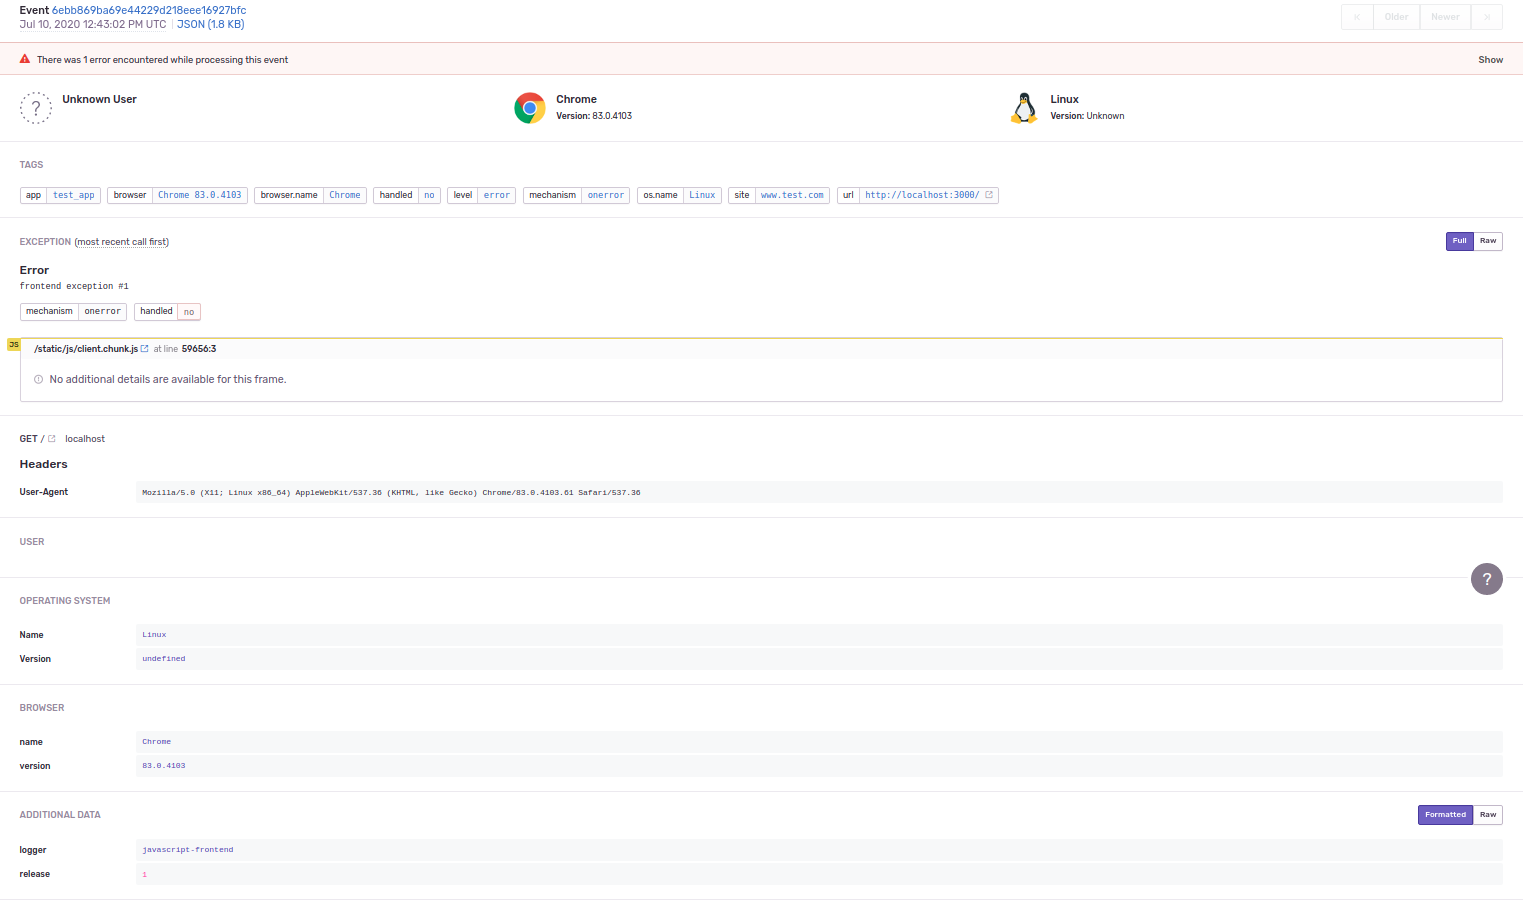 Event 6ebb869ba69e44229d218eee16927bfc
Jul 10, 2020 12:43:02 PM UTC | JSON (1.8 KB)
Older Newer
There was 1 error encountered while processing this event Show
? Unknown User
Chrome
Version: 83.0.4103
Linux
Version: Unknown
TAGS
app test_app browser Chrome 83.0.4103 browser.name Chrome handled no level error mechanism onerror os.name Linux site www.test.com url http://localhost:3000/
EXCEPTION (most recent call first) Full Raw
Error
frontend exception #1
mechanism onerror handled no
JS /static/js/client.chunk.js at line 59656:3
No additional details are available for this frame.
GET / localhost
Headers
User-Agent Mozilla/5.0 (X11; Linux x86_64) AppleWebKit/537.36 (KHTML, like Gecko) Chrome/83.0.4103.61 Safari/537.36
USER
?
OPERATING SYSTEM
Name Linux
Version undefined
BROWSER
name Chrome
version 83.0.4103
ADDITIONAL DATA Formatted Raw
logger javascript-frontend
release 1